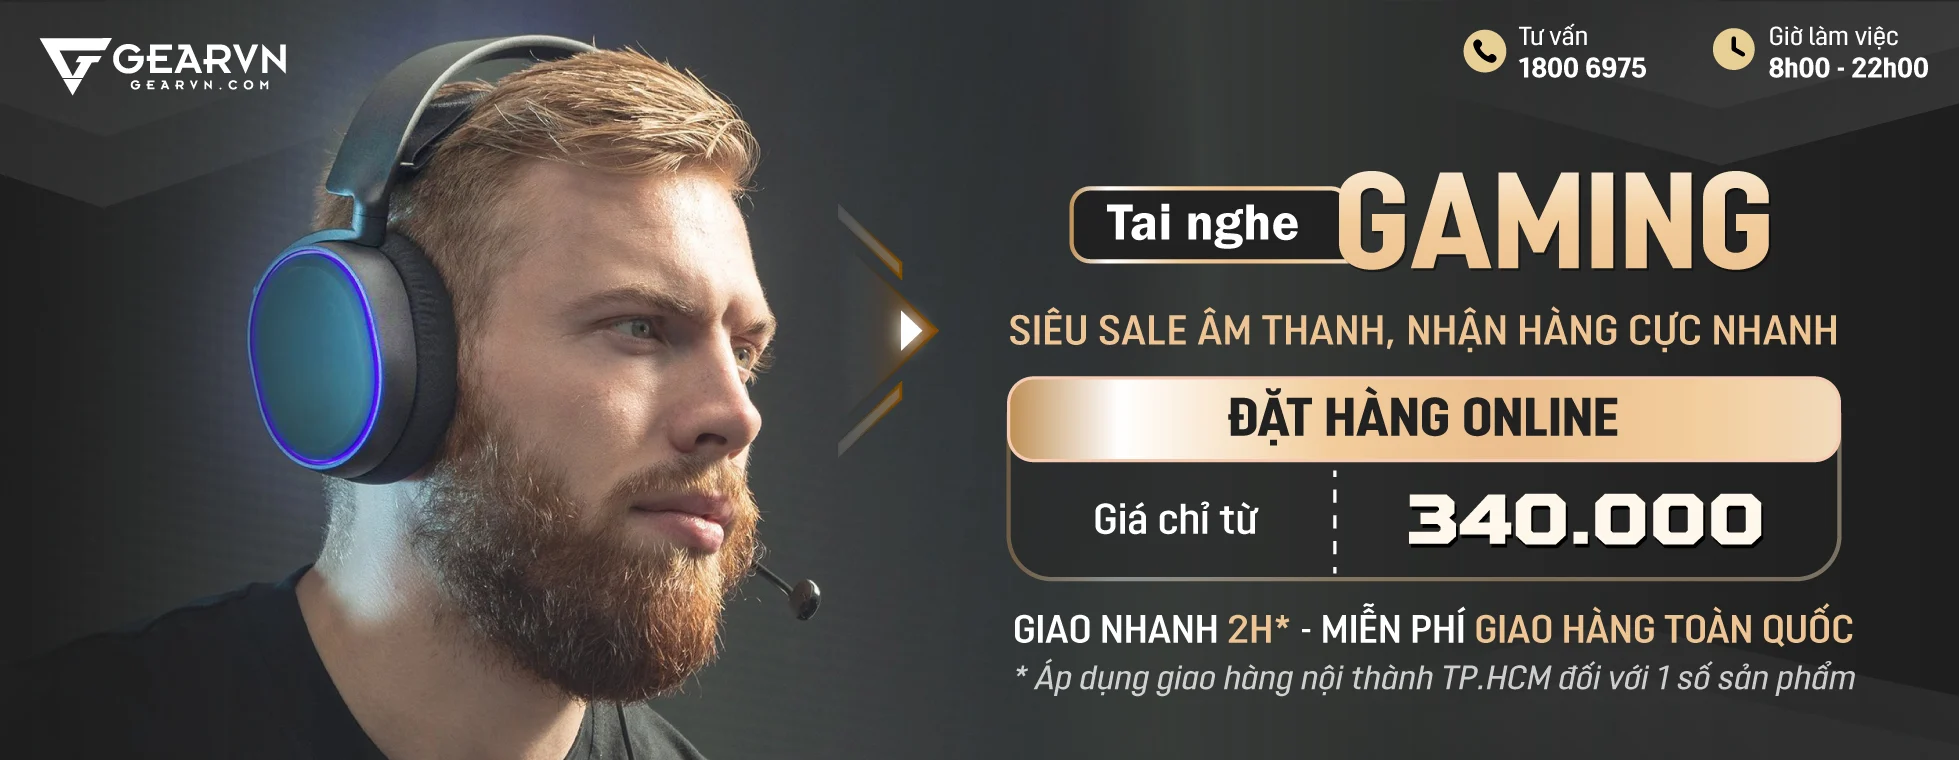 GEARVN
GEARVN.COM
Tư vấn
1800 6975
Giờ làm việc
8h00 - 22h00
Tai nghe GAMING
SIÊU SALE ÂM THANH, NHẬN HÀNG CỰC NHANH
ĐẶT HÀNG ONLINE
Giá chỉ từ 340.000
GIAO NHANH 2H* - MIỄN PHÍ GIAO HÀNG TOÀN QUỐC
* Áp dụng giao hàng nội thành TP.HCM đối với 1 số sản phẩm